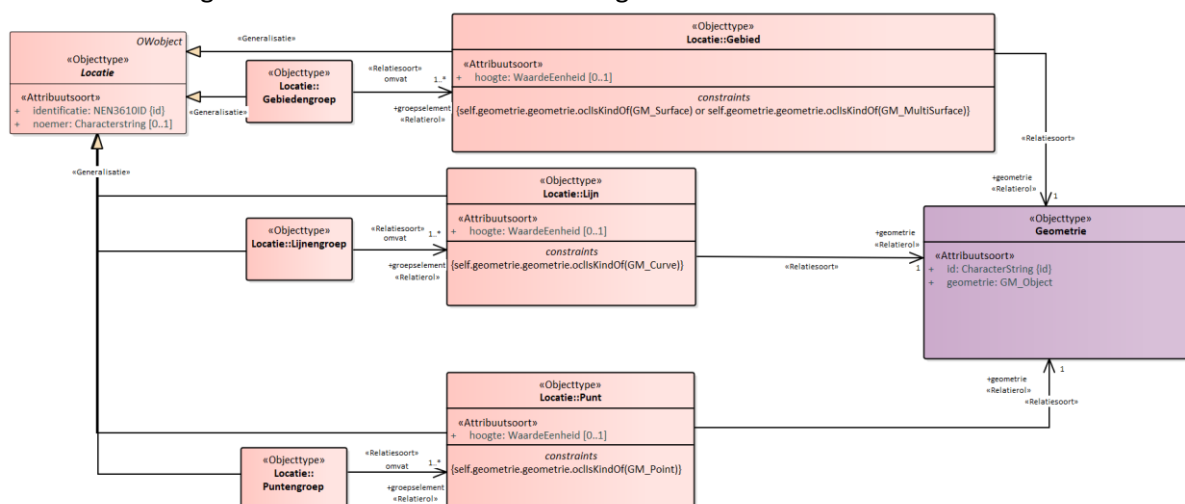 OWobject
«Objecttype»
Locatie
«Attribuutsoort»
+ identificatie: NEN3610ID {id}
+ noemer: Characterstring [0..1]
«Generalisatie»
«Objecttype»
Locatie::
Gebiedengroep
«Generalisatie»
«Relatiesoort»
omvat
1..*
+groepselement
«Relatierol»
«Objecttype»
Locatie::Gebied
«Attribuutsoort»
+ hoogte: WaardeEenheid [0..1]
constraints
{self.geometrie.geometrie.oclIsKindOf(GM_Surface) or self.geometrie.geometrie.oclIsKindOf(GM_MultiSurface)}
«Relatiesoort»
+geometrie
«Relatierol»
1
«Generalisatie»
«Objecttype»
Locatie::Lijnengroep
«Relatiesoort»
omvat
1..*
+groepselement
«Relatierol»
«Objecttype»
Locatie::Lijn
«Attribuutsoort»
+ hoogte: WaardeEenheid [0..1]
constraints
{self.geometrie.geometrie.oclIsKindOf(GM_Curve)}
«Relatiesoort»
+geometrie
«Relatierol»
1
«Objecttype»
Geometrie
«Attribuutsoort»
+ id: CharacterString {id}
+ geometrie: GM_Object
«Objecttype»
Locatie::
Puntengroep
«Relatiesoort»
omvat
1..*
+groepselement
«Relatierol»
«Objecttype»
Locatie::Punt
«Attribuutsoort»
+ hoogte: WaardeEenheid [0..1]
constraints
{self.geometrie.geometrie.oclIsKindOf(GM_Point)}
+geometrie
«Relatierol»
1
«Relatiesoort»